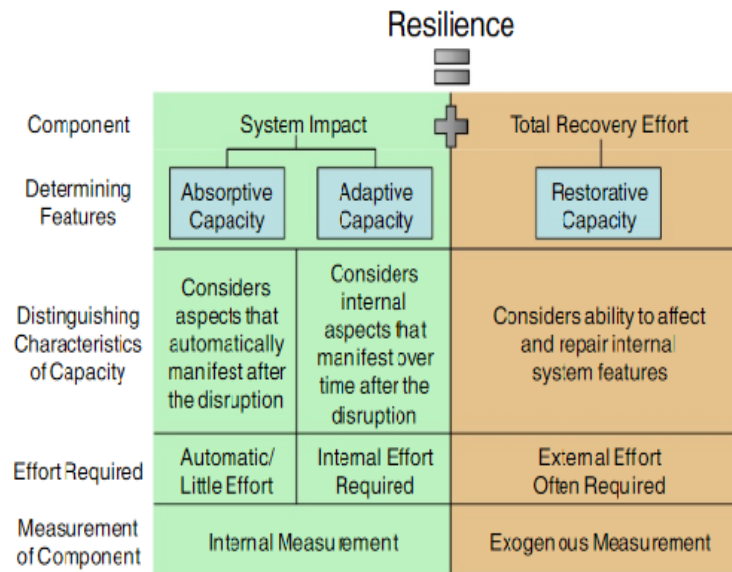 Resilience
Component
System Impact
Total Recovery Effort
Determining
Features
Absorptive
Capacity
Adaptive
Capacity
Restorative
Capacity
Distinguishing
Characteristics
of Capacity
Considers
aspects that
automatically
manifest after
the disruption
Considers
internal
aspects that
manifest over
time after the
disruption
Considers ability to affect
and repair internal
system features
Effort Required
Automatic/
Little Effort
Internal Effort
Required
External Effort
Often Required
Measurement
of Component
Internal Measurement
Exogenous Measurement